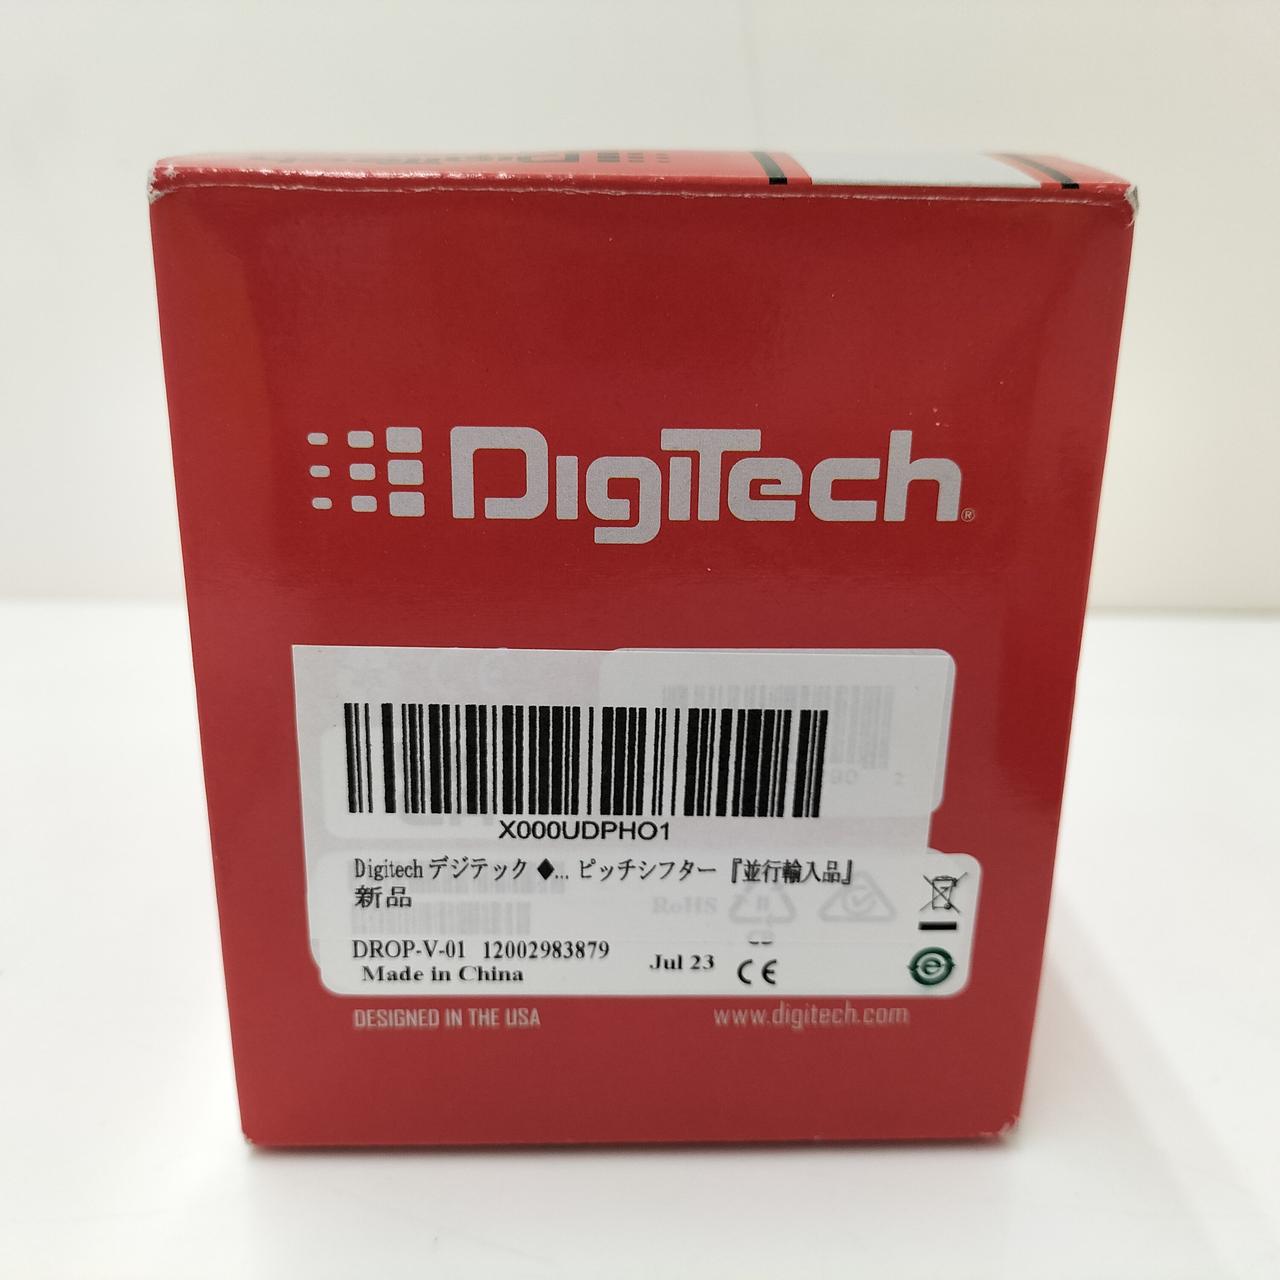 DigiTech
DigiTech®
X000UDPHO1
Digitech デジテック ◆... ピッチシフター 『並行輸入品』
新品
RoHS
DROP-V-01 12002983879
Jul 23
CE
Made in China
DESIGNED IN THE USA
www.digitech.com